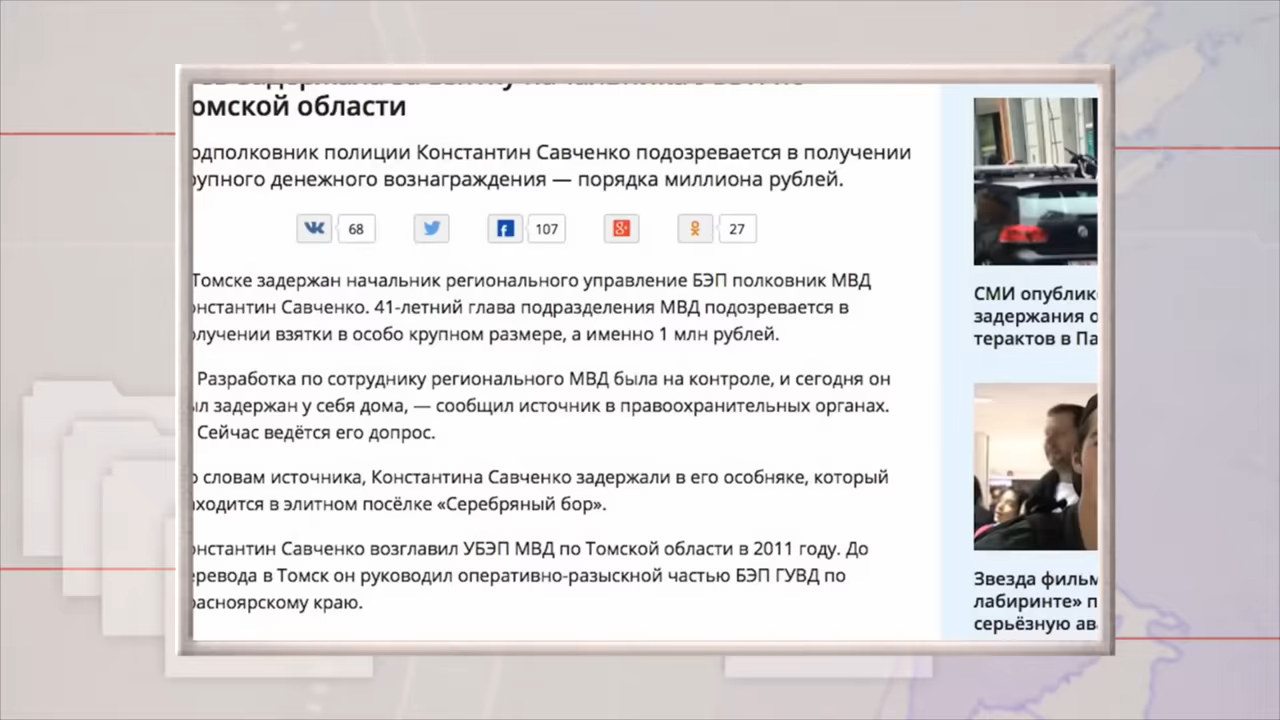 омской области
одполковник полиции Константин Савченко подозревается в получении
рупного денежного вознаграждения — порядка миллиона рублей.
68
107
27
Томске задержан начальник регионального управление БЭП полковник МВД
онстантин Савченко. 41-летний глава подразделения МВД подозревается в
олучении взятки в особо крупном размере, а именно 1 млн рублей.
Разработка по сотруднику регионального МВД была на контроле, и сегодня он
ыл задержан у себя дома, — сообщил источник в правоохранительных органах.
Сейчас ведётся его допрос.
о словам источника, Константина Савченко задержали в его особняке, который
аходится в элитном посёлке «Серебряный бор».
онстантин Савченко возглавил УБЭП МВД по Томской области в 2011 году. До
еревода в Томск он руководил оперативно-разыскной частью БЭП ГУВД по
расноярскому краю.
СМИ опублик
задержания о
терактов в Па
Звезда фильм
лабиринте» п
серьёзную ав